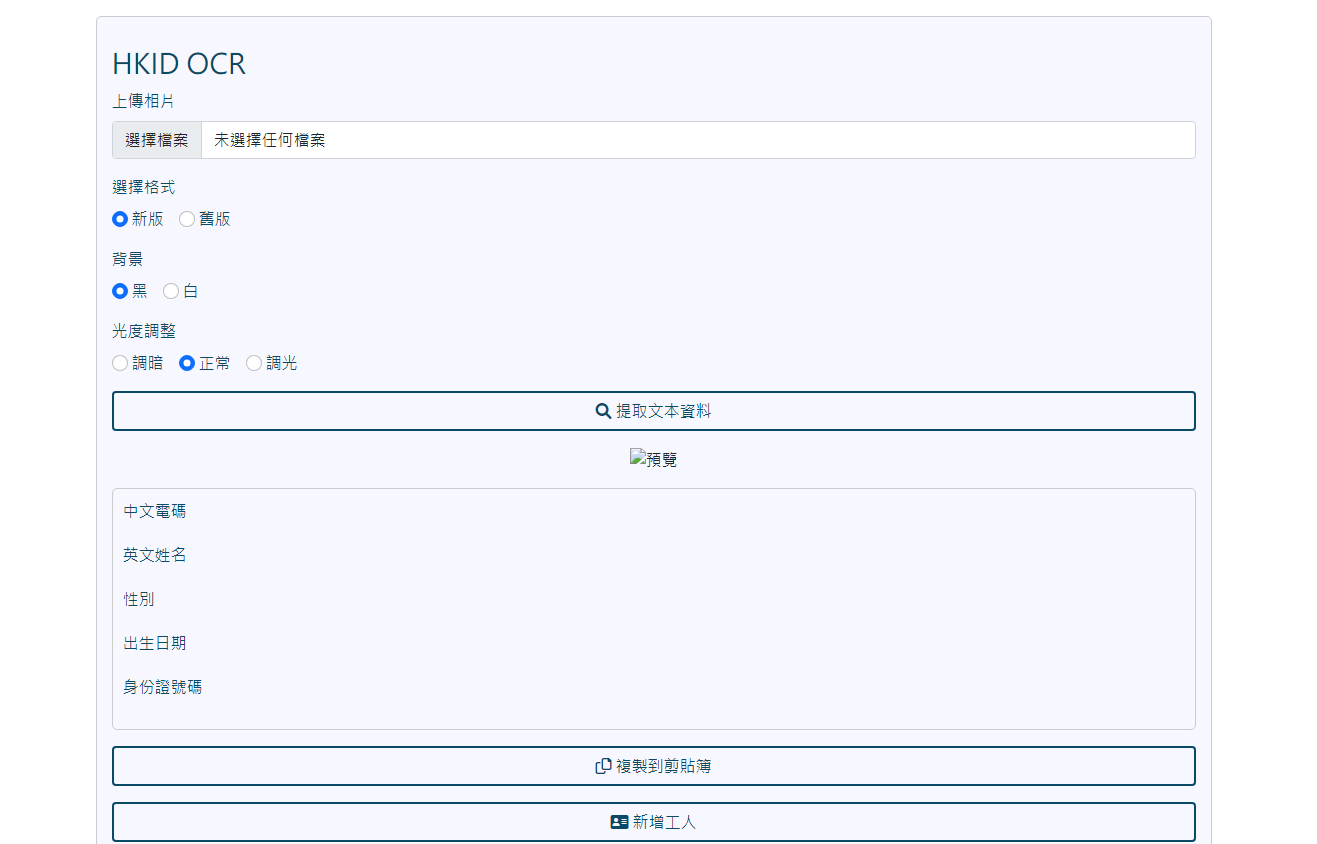 HKID OCR
上傳相片
選擇檔案 未選擇任何檔案
選擇格式
新版 舊版
背景
黑 白
光度調整
調暗 正常 調光
提取文本資料
預覽
中文電碼
英文姓名
性別
出生日期
身份證號碼
複製到剪貼簿
新增工人